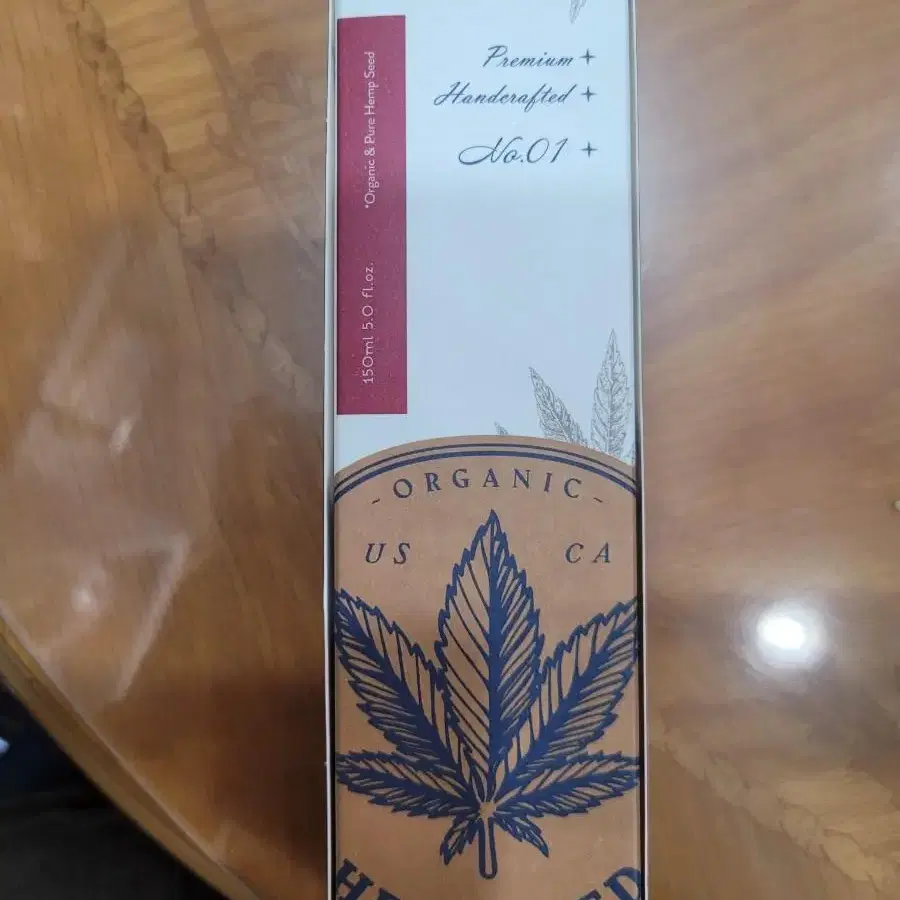 Premium
Handcrafted
No.01
*Organic & Pure Hemp Seed
150ml 5.0 fl.oz.
- ORGANIC -
US CA